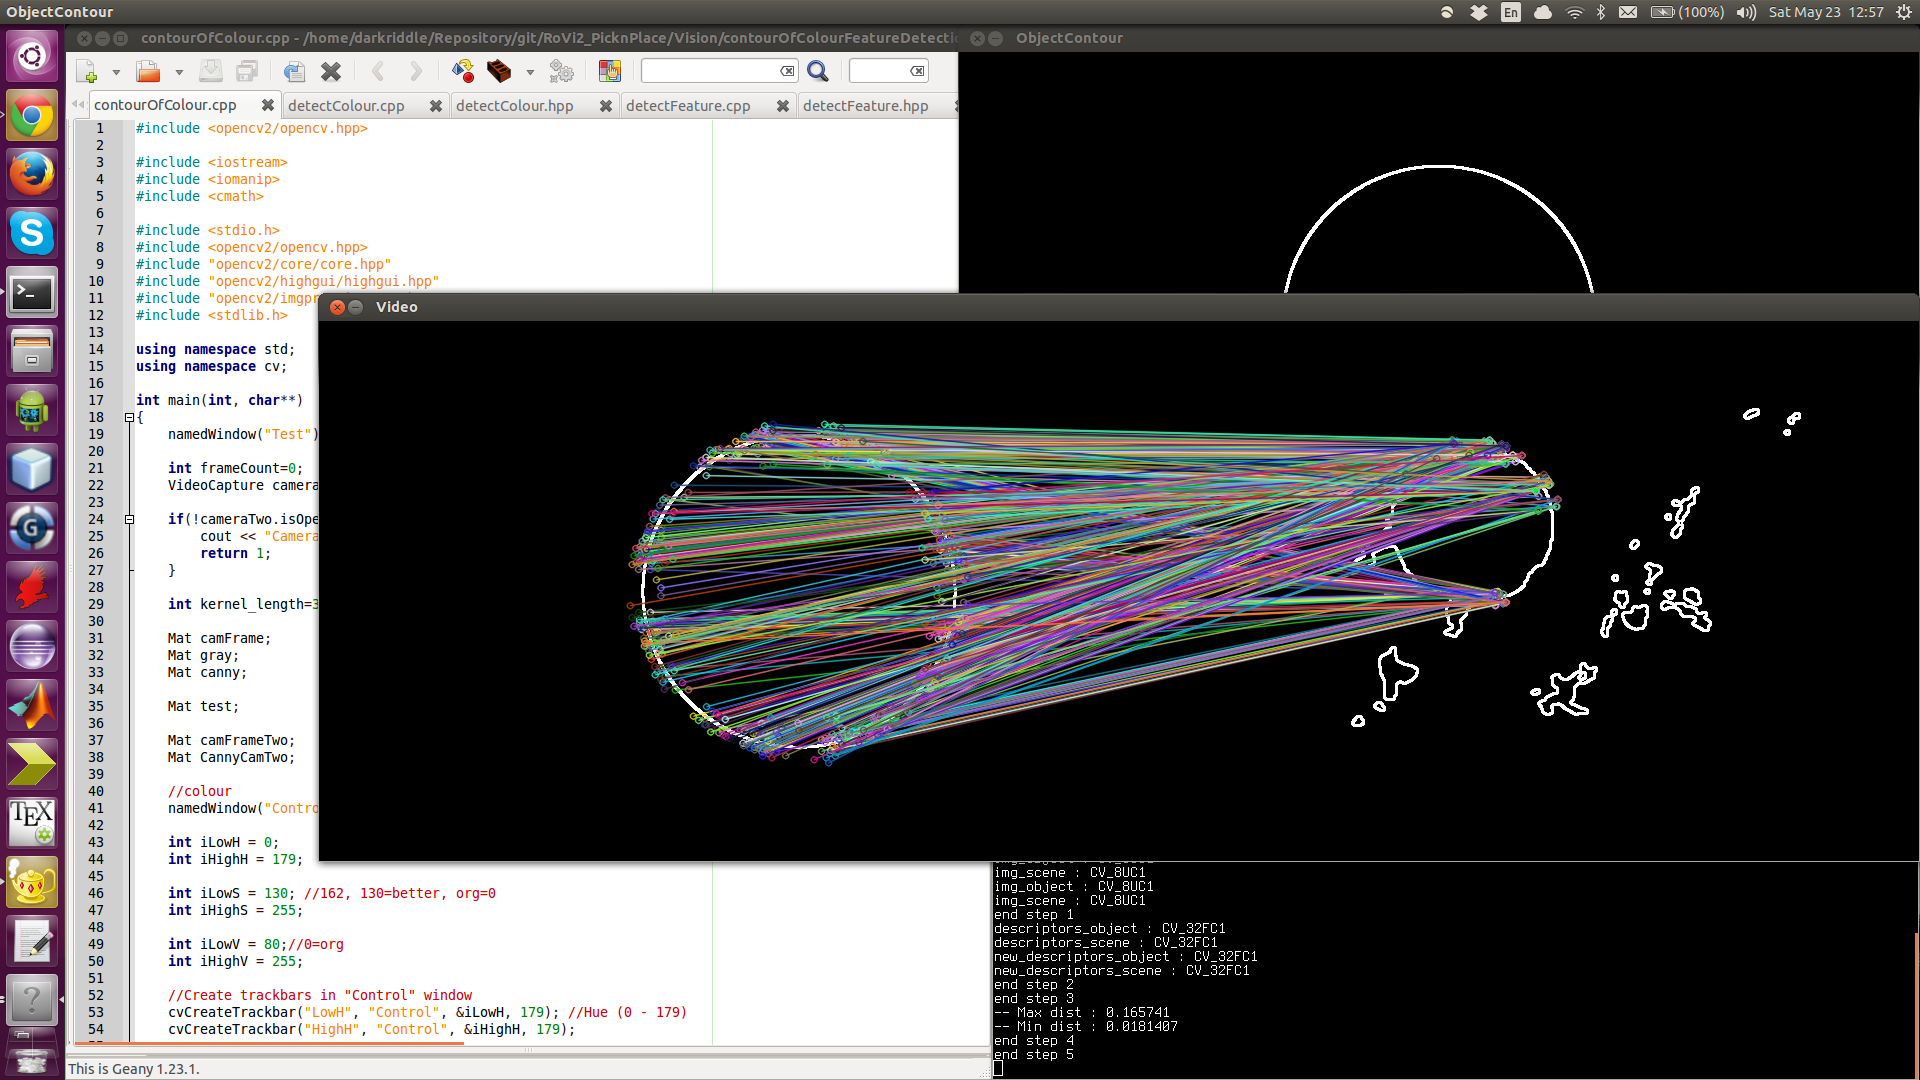 ObjectContour
En
(100%)
Sat May 23 12:57
contourOfColour.cpp - /home/darkriddle/Repository/git/RoVi2_PicknPlace/Vision/contourOfColourFeatureDetecti
ObjectContour
contourOfColour.cpp
detectColour.cpp
detectColour.hpp
detectFeature.cpp
detectFeature.hpp
1 #include <opencv2/opencv.hpp>
2
3 #include <iostream>
4 #include <iomanip>
5 #include <cmath>
6
7 #include <stdio.h>
8 #include <opencv2/opencv.hpp>
9 #include "opencv2/core/core.hpp"
10 #include "opencv2/highgui/highgui.hpp"
11 #include "opencv2/imgpr
12 #include <stdlib.h>
13
14 using namespace std;
15 using namespace cv;
16
17 int main(int, char**)
18 {
19 namedWindow("Test")
20
21 int frameCount=0;
22 VideoCapture camera
23
24 if(!cameraTwo.isOpe
25 cout << "Camera
26 return 1;
27 }
28
29 int kernel_length=3
30
31 Mat camFrame;
32 Mat gray;
33 Mat canny;
34
35 Mat test;
36
37 Mat camFrameTwo;
38 Mat CannyCamTwo;
39
40 //colour
41 namedWindow("Contro
42
43 int iLowH = 0;
44 int iHighH = 179;
45
46 int iLowS = 130; //162, 130=better, org=0
47 int iHighS = 255;
48
49 int iLowV = 80;//0=org
50 int iHighV = 255;
51
52 //Create trackbars in "Control" window
53 cvCreateTrackbar("LowH", "Control", &iLowH, 179); //Hue (0 - 179)
54 cvCreateTrackbar("HighH", "Control", &iHighH, 179);
This is Geany 1.23.1.
Video
img_scene : CV_8UC1
img_object : CV_8UC1
img_scene : CV_8UC1
end step 1
descriptors_object : CV_32FC1
descriptors_scene : CV_32FC1
new_descriptors_object : CV_32FC1
new_descriptors_scene : CV_32FC1
end step 2
end step 3
-- Max dist : 0.165741
-- Min dist : 0.0181407
end step 4
end step 5
TEX